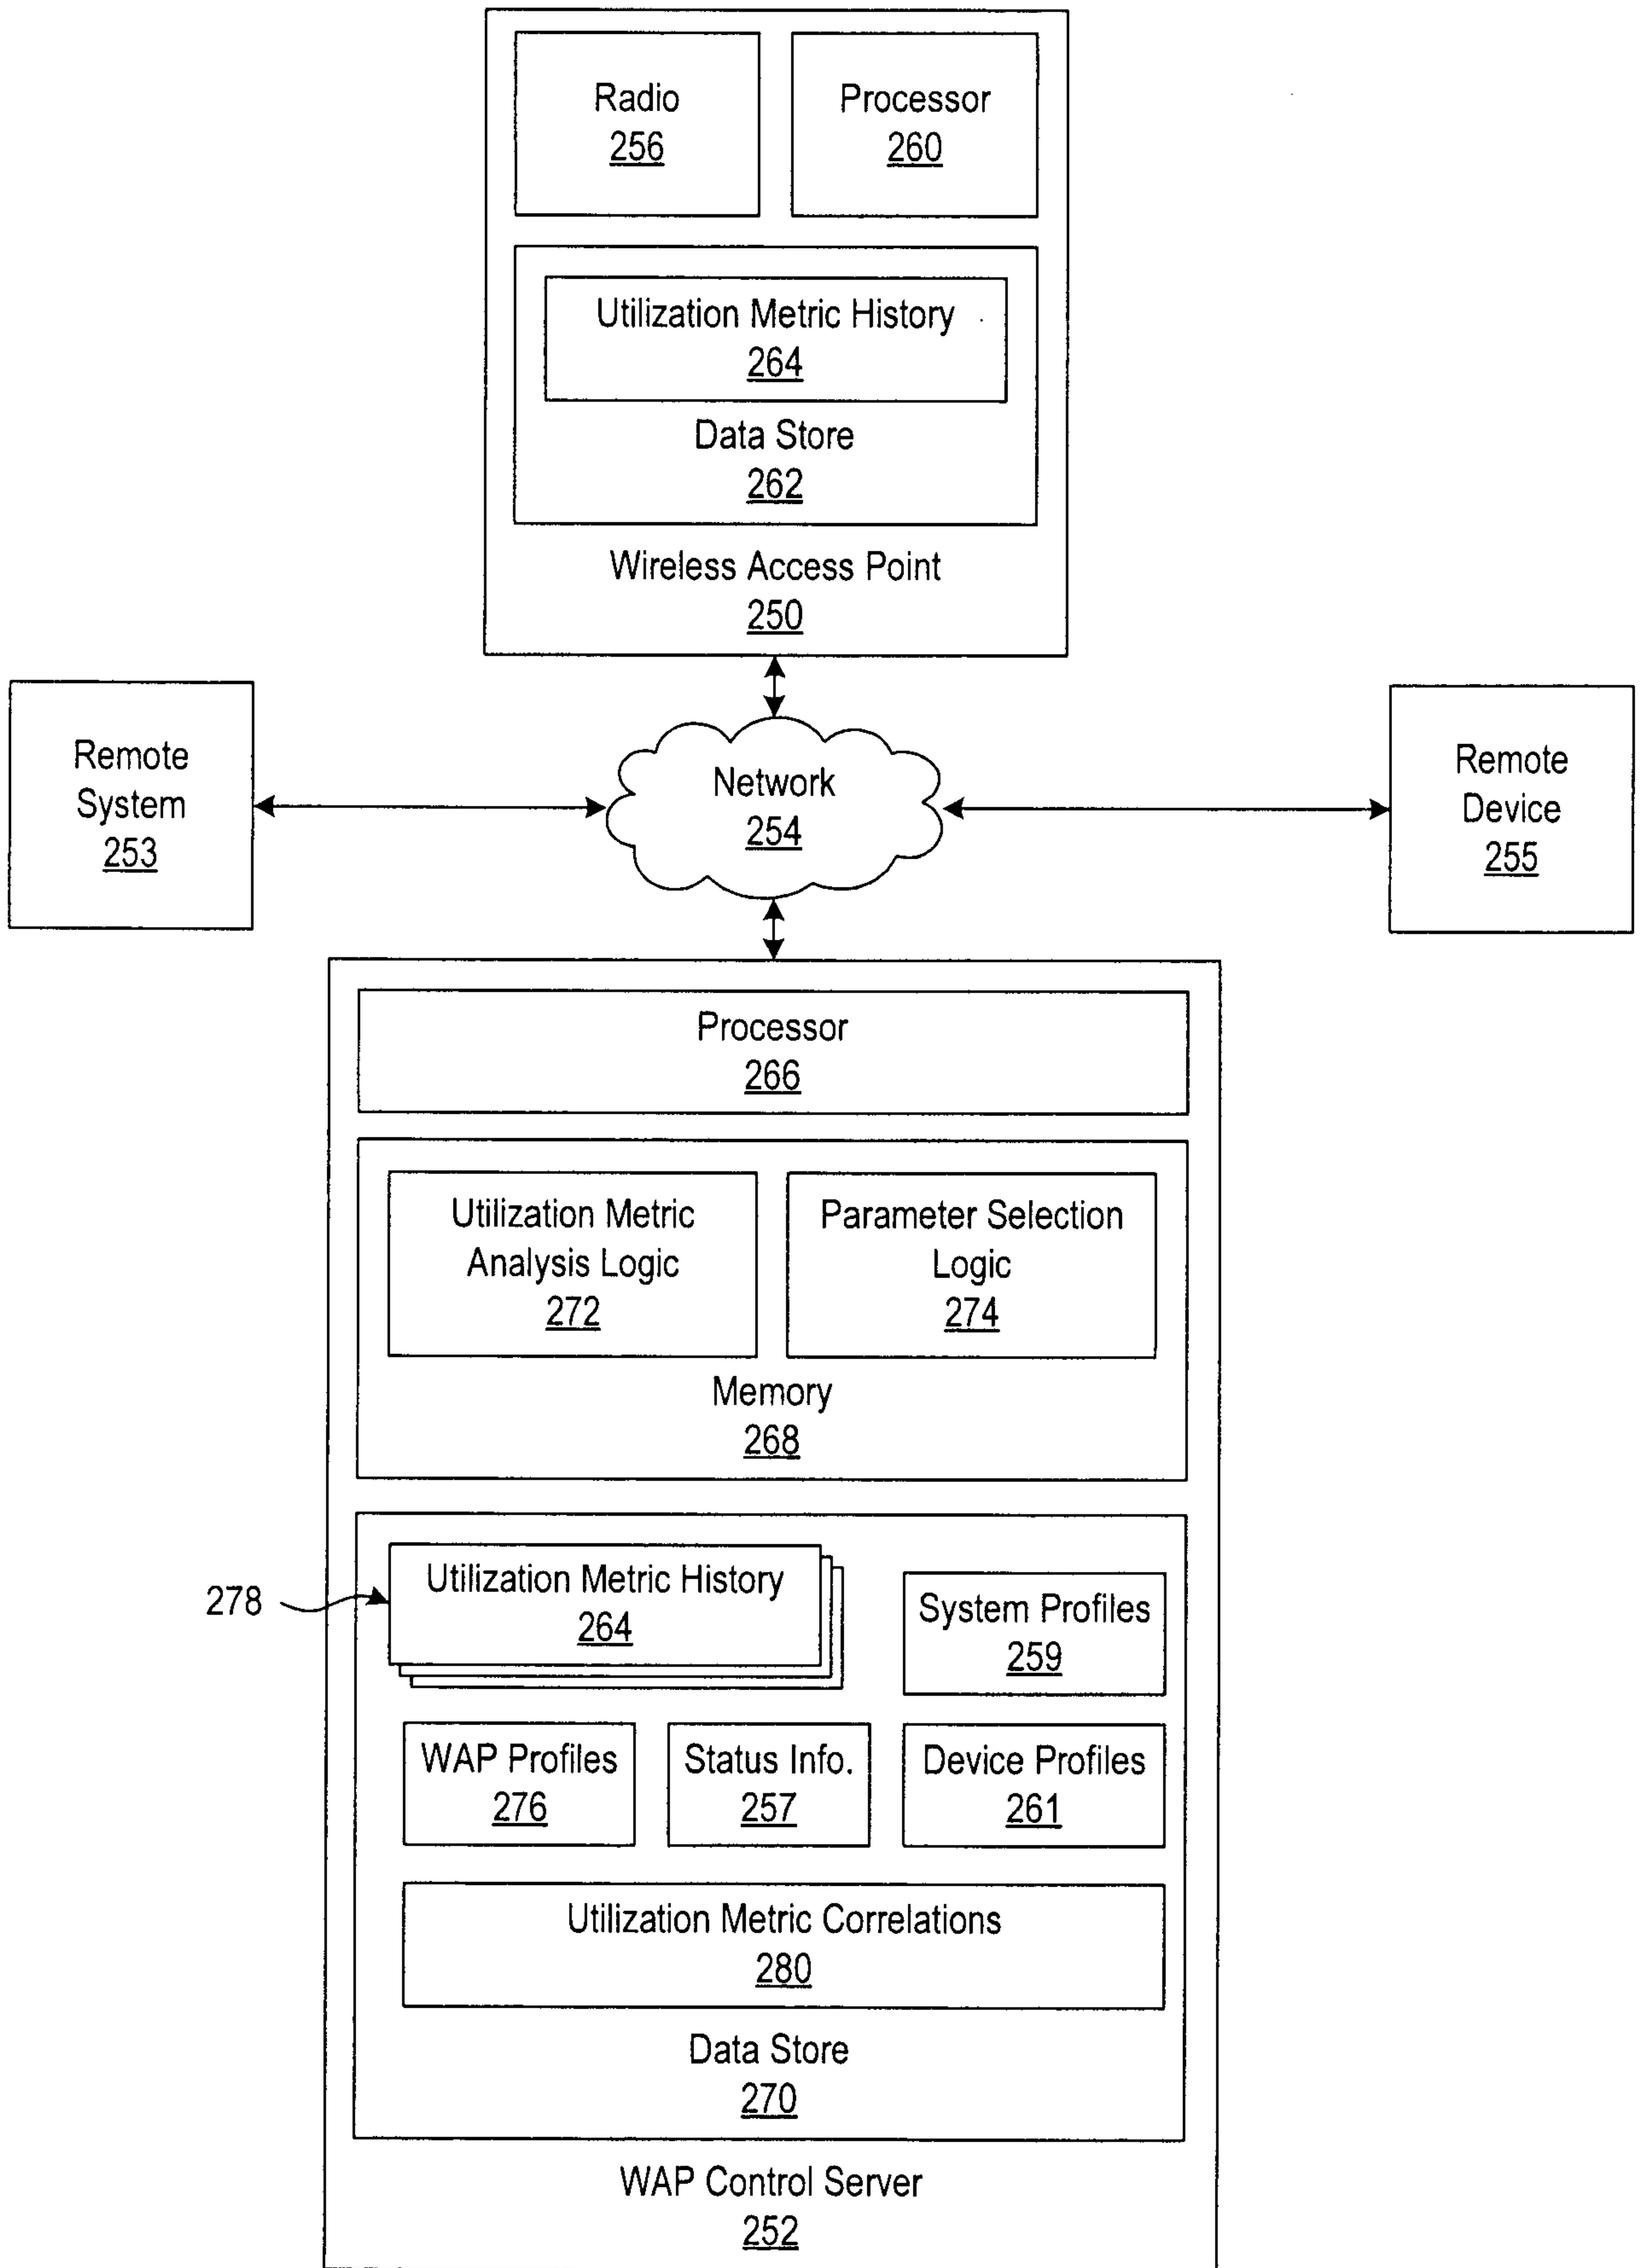 Radio
256
Processor
260
Utilization Metric History
264
Data Store
262
Wireless Access Point
250
Remote
System
253
Network
254
Remote
Device
255
Processor
266
Utilization Metric
Analysis Logic
272
Parameter Selection
Logic
274
Memory
268
278
Utilization Metric History
264
System Profiles
259
WAP Profiles
276
Status Info.
257
Device Profiles
261
Utilization Metric Correlations
280
Data Store
270
WAP Control Server
252